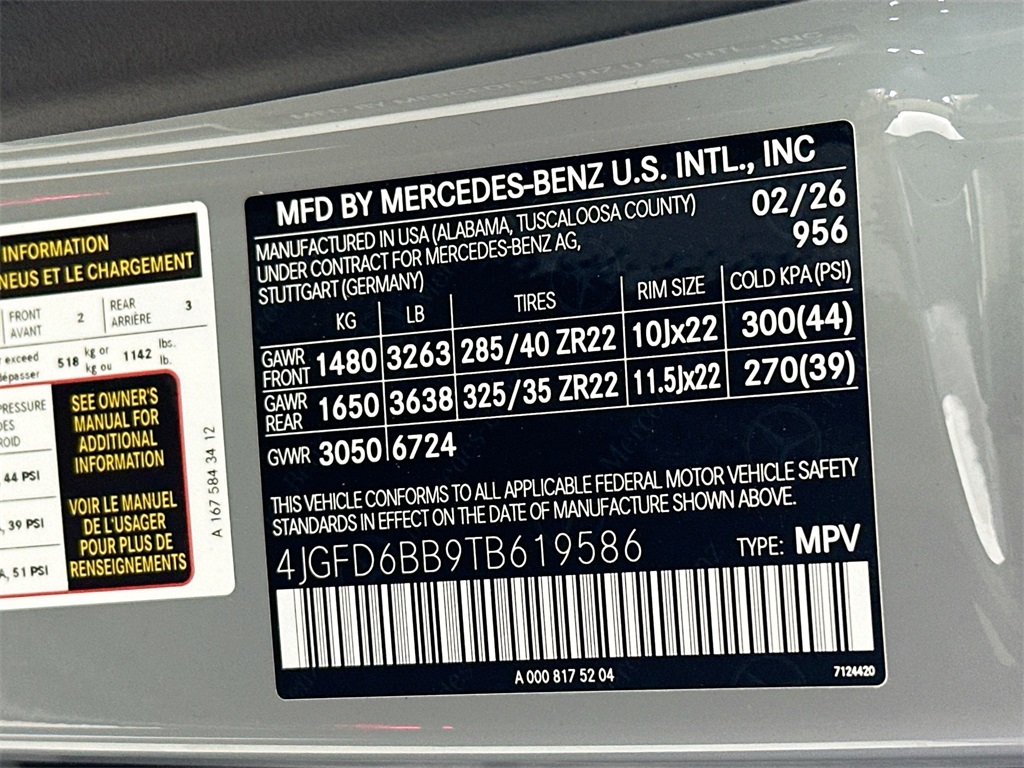 INFORMATION
NEUS ET LE CHARGEMENT
FRONT
AVANT
2
REAR
ARRIÈRE
3
exceed
dépasser
518
kg or
kg ou
1142
lbs.
lb.
PRESSURE
DES
ROID
44 PSI
39 PSI
51 PSI
SEE OWNER'S
MANUAL FOR
ADDITIONAL
INFORMATION
VOIR LE MANUEL
DE L'USAGER
POUR PLUS DE
RENSEIGNEMENTS
A 167 584 34 12
MFD BY MERCEDES-BENZ U.S. INTL., INC
MANUFACTURED IN USA (ALABAMA, TUSCALOOSA COUNTY)
UNDER CONTRACT FOR MERCEDES-BENZ AG,
STUTTGART (GERMANY)
02/26
956
KG LB TIRES RIM SIZE COLD KPA (PSI)
GAWR FRONT 1480 3263 285/40 ZR22 10Jx22 300(44)
GAWR REAR 1650 3638 325/35 ZR22 11.5Jx22 270(39)
GVWR 3050 6724
THIS VEHICLE CONFORMS TO ALL APPLICABLE FEDERAL MOTOR VEHICLE SAFETY
STANDARDS IN EFFECT ON THE DATE OF MANUFACTURE SHOWN ABOVE.
4JGFD6BB9TB619586 TYPE: MPV
A 000 817 52 04
7124420